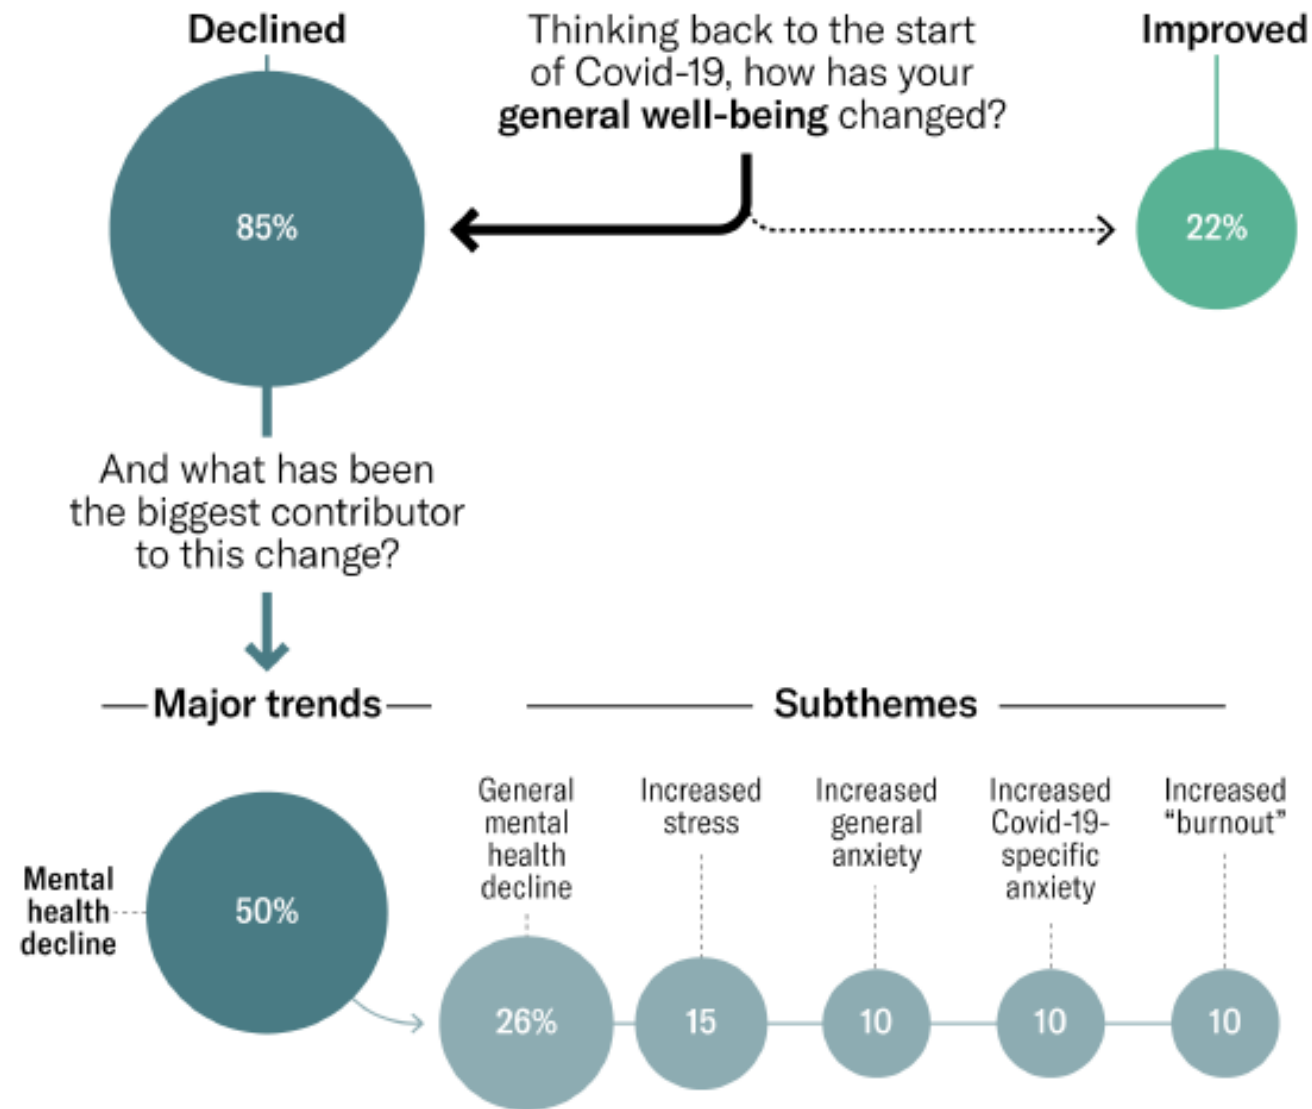 Declined
Thinking back to the start
of Covid-19, how has your
general well-being changed?
Improved
85%
22%
And what has been
the biggest contributor
to this change?
Major trends
Subthemes
Mental
health
decline
50%
General
mental
health
decline
26%
Increased
stress
15
Increased
general
anxiety
10
Increased
Covid-19-
specific
anxiety
10
Increased
“burnout”
10